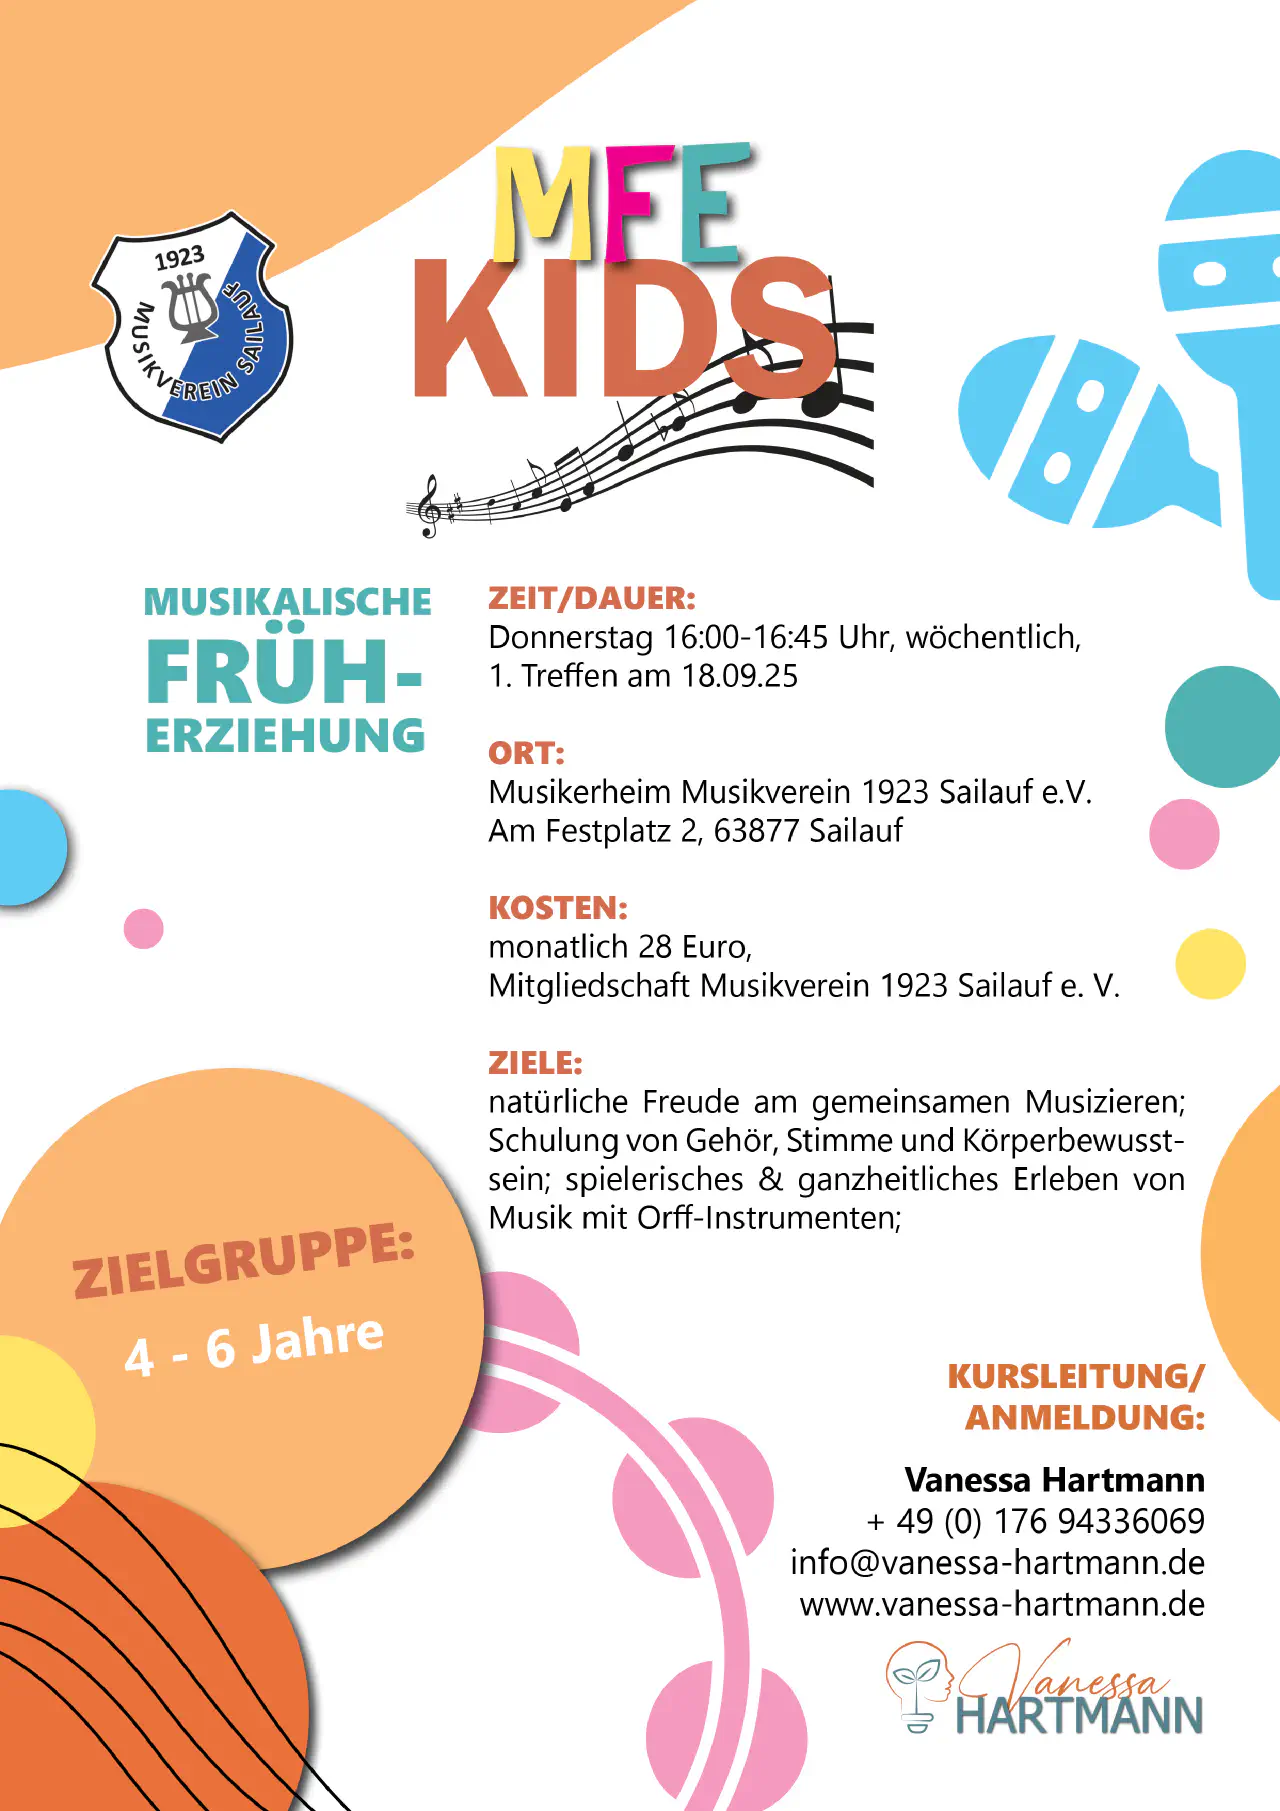 MFE
KIDS
1923
MUSIKVEREIN SAILAUF
MUSIKALISCHE
FRÜH-
ERZIEHUNG
ZEIT/DAUER:
Donnerstag 16:00-16:45 Uhr, wöchentlich,
1. Treffen am 18.09.25
ORT:
Musikerheim Musikverein 1923 Sailauf e.V.
Am Festplatz 2, 63877 Sailauf
KOSTEN:
monatlich 28 Euro,
Mitgliedschaft Musikverein 1923 Sailauf e. V.
ZIELE:
natürliche Freude am gemeinsamen Musizieren;
Schulung von Gehör, Stimme und Körperbewusst-
sein; spielerisches & ganzheitliches Erleben von
Musik mit Orff-Instrumenten;
ZIELGRUPPE:
4 - 6 Jahre
KURSLEITUNG/
ANMELDUNG:
Vanessa Hartmann
+ 49 (0) 176 94336069
info@vanessa-hartmann.de
www.vanessa-hartmann.de
Vanessa
HARTMANN